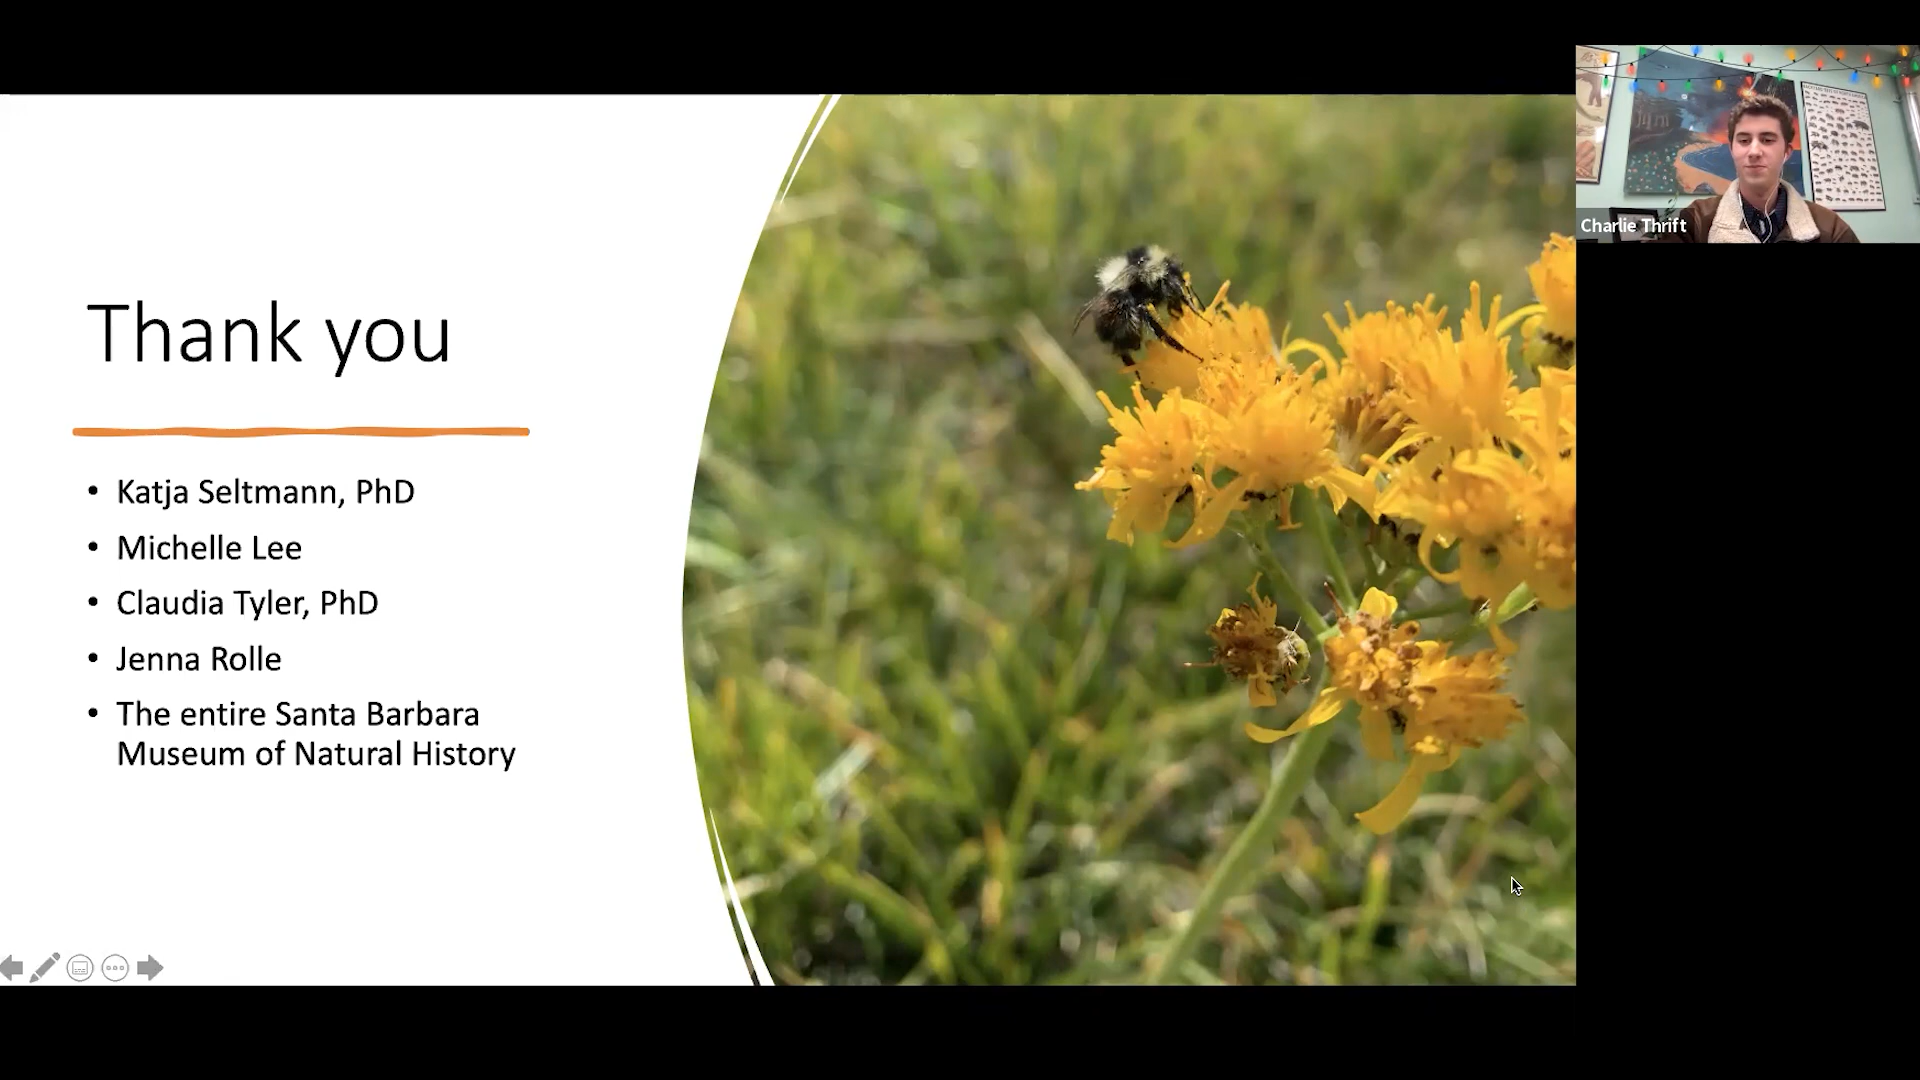 Thank you
• Katja Seltmann, PhD
• Michelle Lee
• Claudia Tyler, PhD
• Jenna Rolle
• The entire Santa Barbara
Museum of Natural History
Charlie Thrift